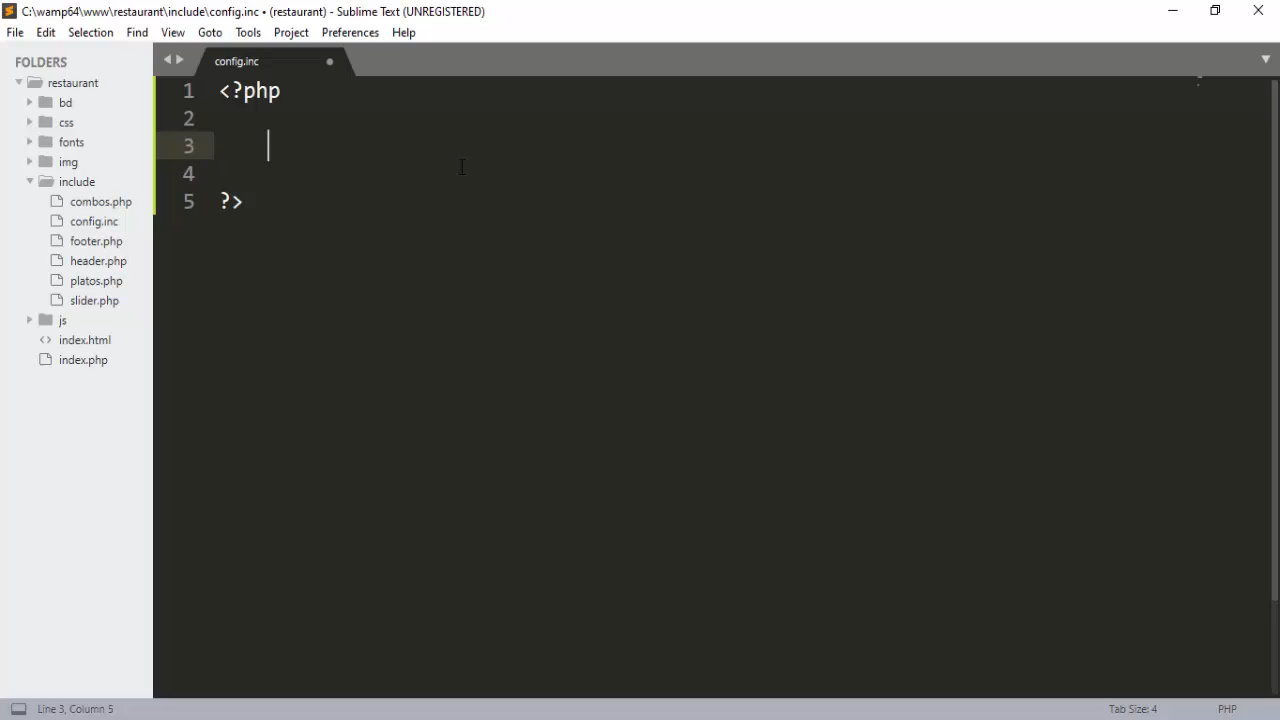 C:\wamp64\www\restaurant\include\config.inc • (restaurant) - Sublime Text (UNREGISTERED)
File Edit Selection Find View Goto Tools Project Preferences Help
FOLDERS
restaurant
bd
css
fonts
img
include
combos.php
config.inc
footer.php
header.php
platos.php
slider.php
js
index.html
index.php
config.inc
1 <?php
2
3
4
5 ?>
Line 3, Column 5
Tab Size: 4
PHP